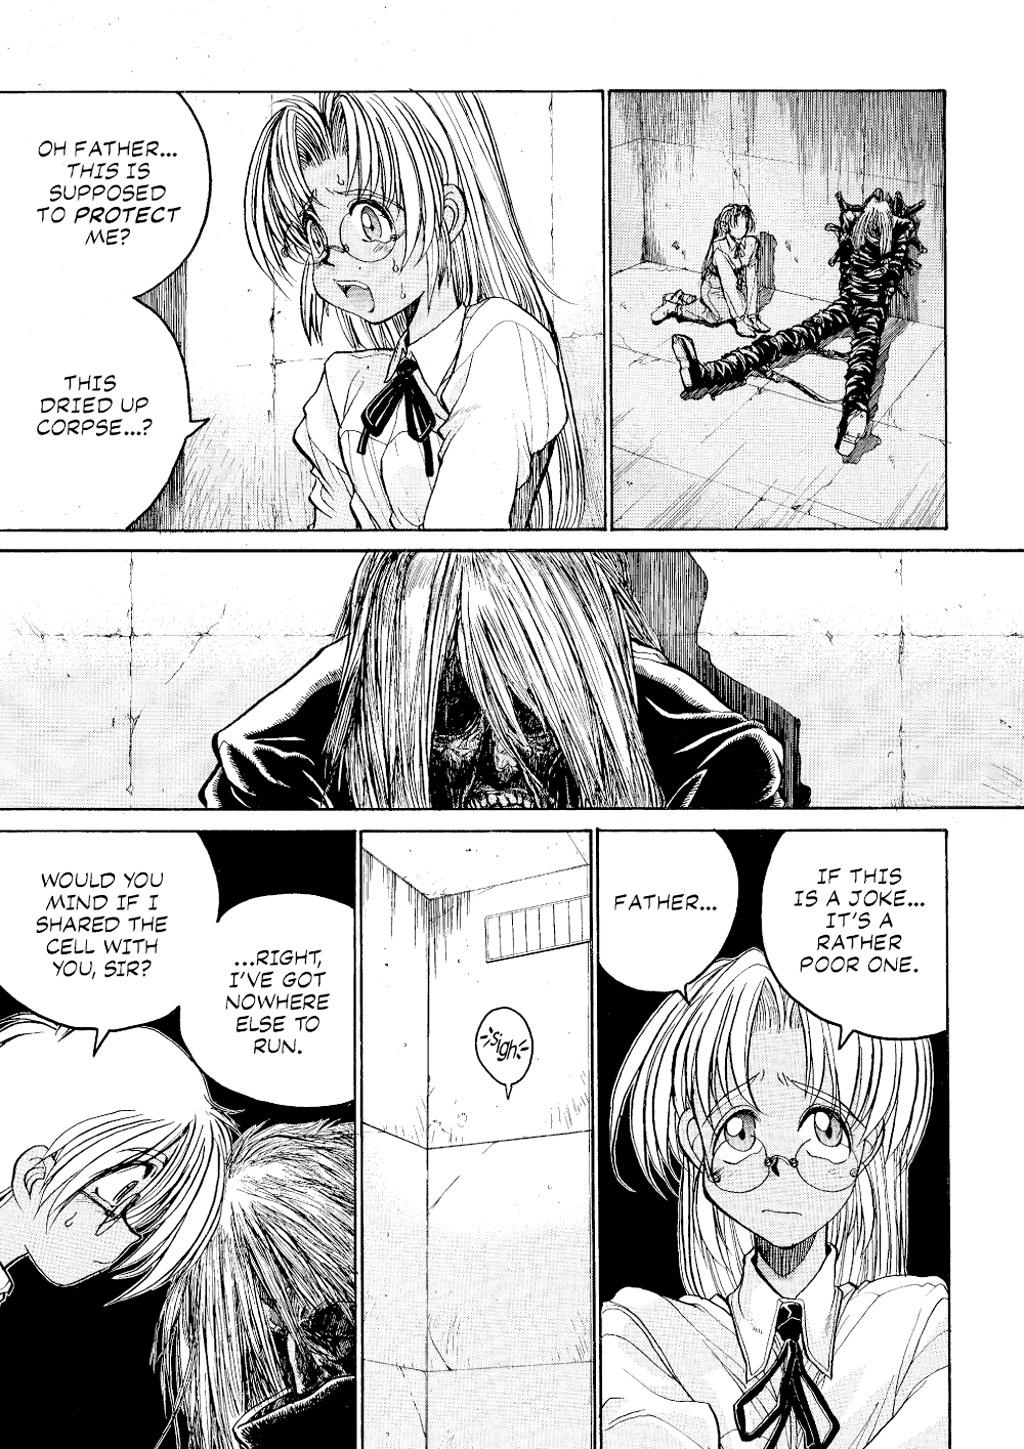 OH FATHER...
THIS IS
SUPPOSED
TO PROTECT
ME?
THIS
DRIED UP
CORPSE...?
IF THIS
IS A JOKE...
IT'S A
RATHER
POOR ONE.
FATHER...
Sigh
...RIGHT,
I'VE GOT
NOWHERE
ELSE TO
RUN.
WOULD YOU
MIND IF I
SHARED THE
CELL WITH
YOU, SIR?